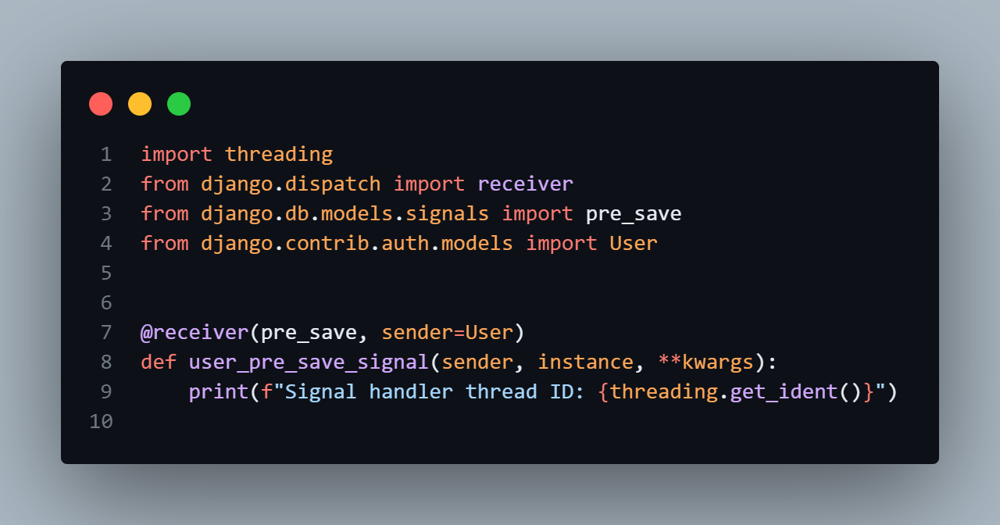 1 import threading
2 from django.dispatch import receiver
3 from django.db.models.signals import pre_save
4 from django.contrib.auth.models import User
5
6
7 @receiver(pre_save, sender=User)
8 def user_pre_save_signal(sender, instance, **kwargs):
9     print(f"Signal handler thread ID: {threading.get_ident()}")
10